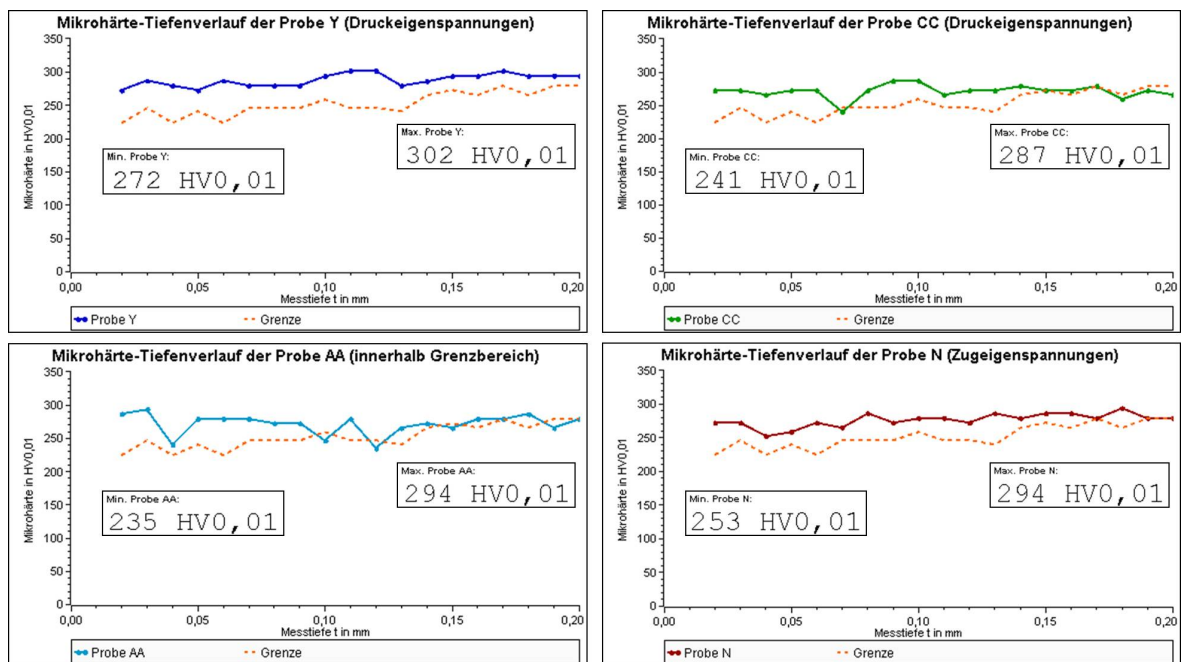 Mikrohärte-Tiefenverlauf der Probe Y (Druckeigenspannungen)
Mikrohärte in HV0,01
350
300
250
200
150
100
50
0
Min. Probe Y:
272 HV0,01
Max. Probe Y:
302 HV0,01
0,00 0,05 0,10 0,15 0,20
Messtiefe t in mm
Probe Y Grenze
Mikrohärte-Tiefenverlauf der Probe CC (Druckeigenspannungen)
Mikrohärte in HV0,01
350
300
250
200
150
100
50
0
Min. Probe CC:
241 HV0,01
Max. Probe CC:
287 HV0,01
0,00 0,05 0,10 0,15 0,20
Messtiefe t in mm
Probe CC Grenze
Mikrohärte-Tiefenverlauf der Probe AA (innerhalb Grenzbereich)
Mikrohärte in HV0,01
350
300
250
200
150
100
50
0
Min. Probe AA:
235 HV0,01
Max. Probe AA:
294 HV0,01
0,00 0,05 0,10 0,15 0,20
Messtiefe t in mm
Probe AA Grenze
Mikrohärte-Tiefenverlauf der Probe N (Zugeigenspannungen)
Mikrohärte in HV0,01
350
300
250
200
150
100
50
0
Min. Probe N:
253 HV0,01
Max. Probe N:
294 HV0,01
0,00 0,05 0,10 0,15 0,20
Messtiefe t in mm
Probe N Grenze